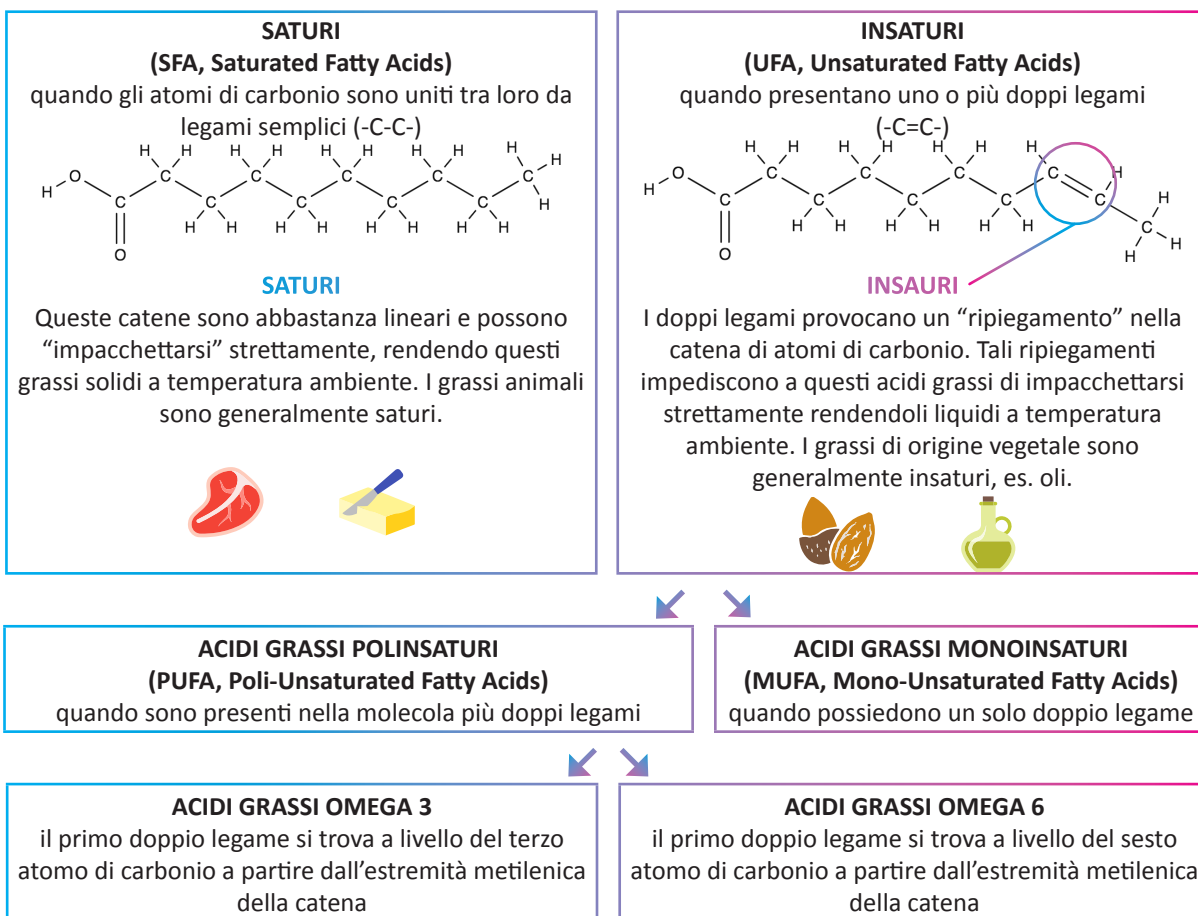 SATURI
(SFA, Saturated Fatty Acids)
quando gli atomi di carbonio sono uniti tra loro da
legami semplici (-C-C-)
H H H H H H H H H
H O C C C C C H
C C C C C H
O H H H H H H H H
SATURI
Queste catene sono abbastanza lineari e possono
“impacchettarsi” strettamente, rendendo questi
grassi solidi a temperatura ambiente. I grassi animali
sono generalmente saturi.
INSATURI
(UFA, Unsaturated Fatty Acids)
quando presentano uno o più doppi legami
(-C=C-)
H H H H H H H
H O C C C C H
C C C C C C H
O H H H H H H H H
INSAURI
I doppi legami provocano un “ripiegamento” nella
catena di atomi di carbonio. Tali ripiegamenti
impediscono a questi acidi grassi di impacchettarsi
strettamente rendendoli liquidi a temperatura
ambiente. I grassi di origine vegetale sono
generalmente insaturi, es. oli.
ACIDI GRASSI POLINSATURI
(PUFA, Poli-Unsaturated Fatty Acids)
quando sono presenti nella molecola più doppi legami
ACIDI GRASSI MONOINSATURI
(MUFA, Mono-Unsaturated Fatty Acids)
quando possiedono un solo doppio legame
ACIDI GRASSI OMEGA 3
il primo doppio legame si trova a livello del terzo
atomo di carbonio a partire dall’estremità metilenica
della catena
ACIDI GRASSI OMEGA 6
il primo doppio legame si trova a livello del sesto
atomo di carbonio a partire dall’estremità metilenica
della catena